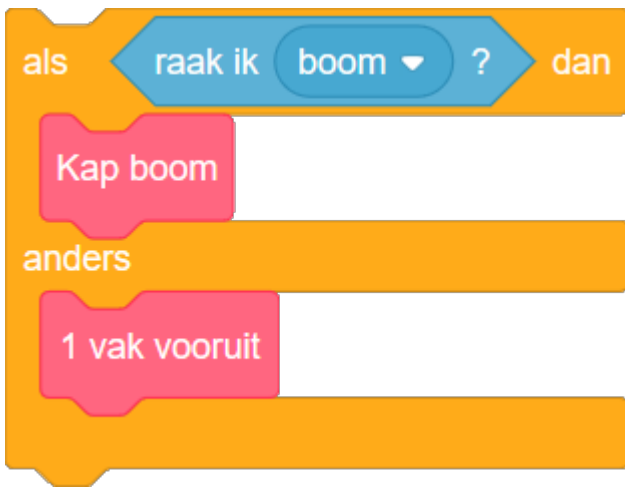 als raak ik boom ? dan
Kap boom
anders
1 vak vooruit